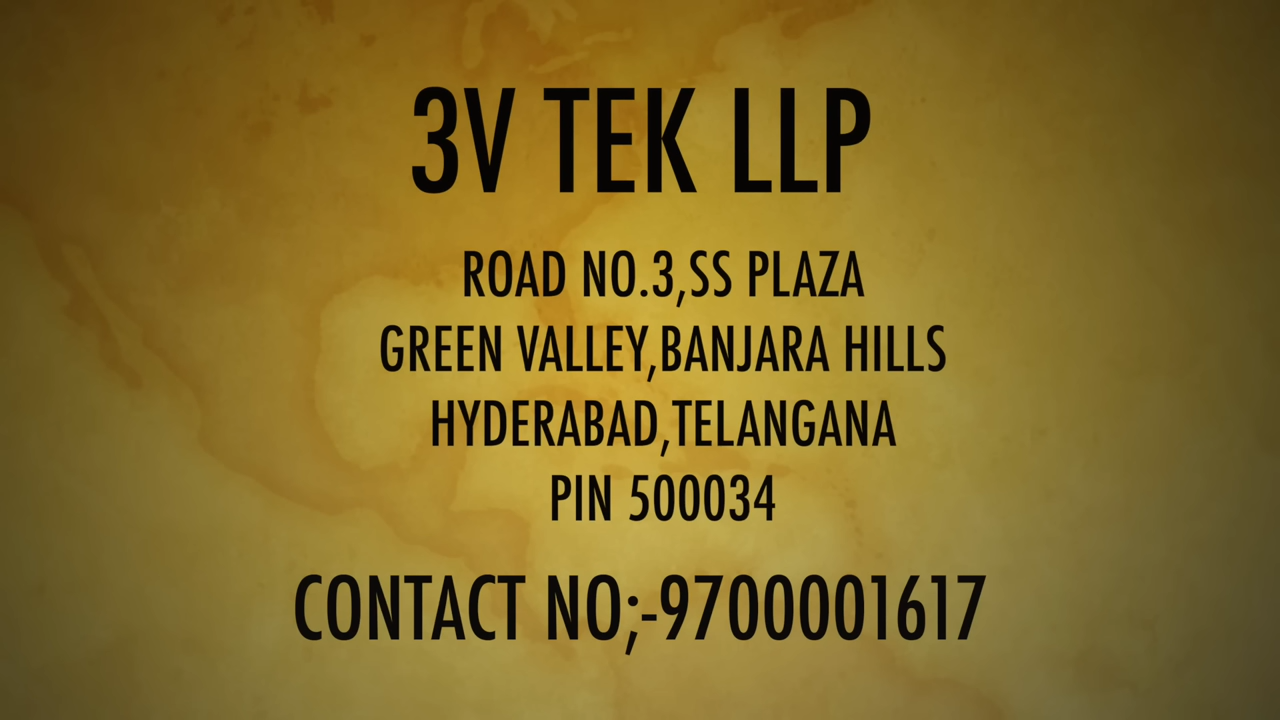 3V TEK LLP
ROAD NO.3,SS PLAZA
GREEN VALLEY,BANJARA HILLS
HYDERABAD,TELANGANA
PIN 500034
CONTACT NO;-9700001617